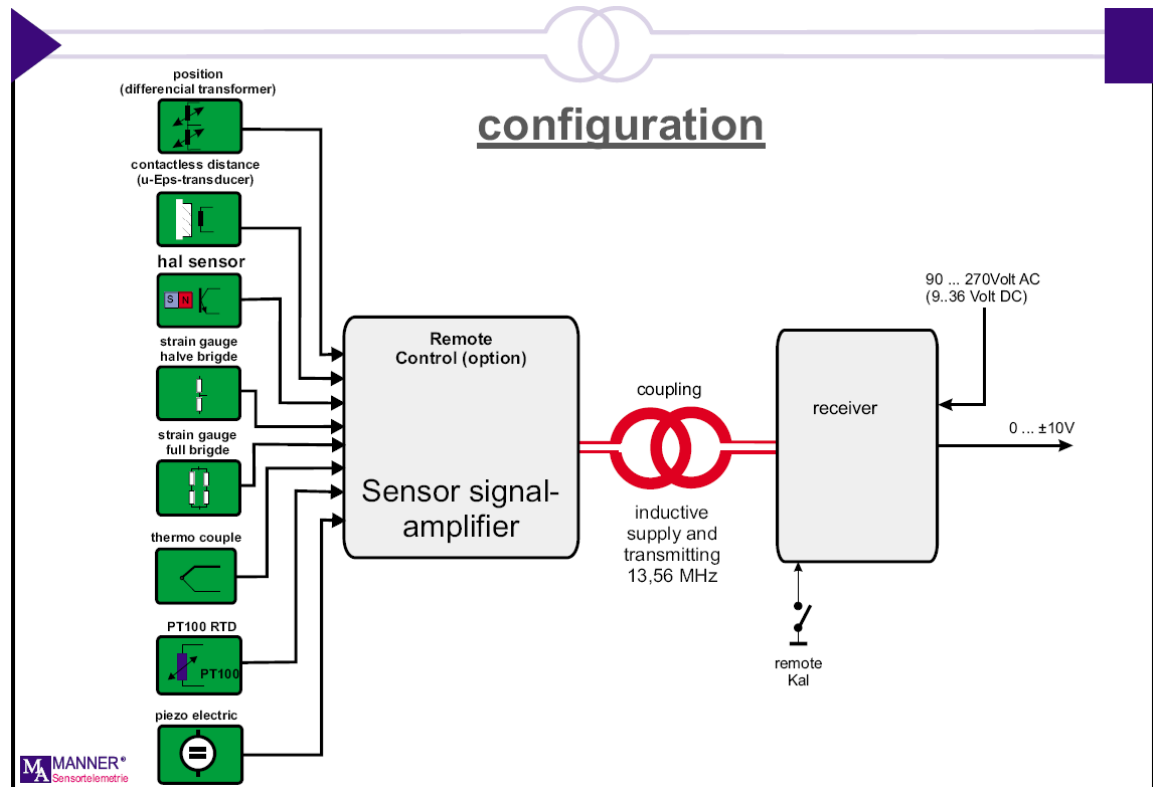 configuration
position
(differencial transformer)
contactless distance
(u-Eps-transducer)
hal sensor
S N
strain gauge
halve brigde
strain gauge
full brigde
thermo couple
PT100 RTD
PT100
piezo electric
Remote
Control (option)
Sensor signal-
amplifier
coupling
inductive
supply and
transmitting
13,56 MHz
receiver
90 ... 270Volt AC
(9..36 Volt DC)
0 ... ±10V
remote
Kal
MA MANNER®
Sensortelemetrie